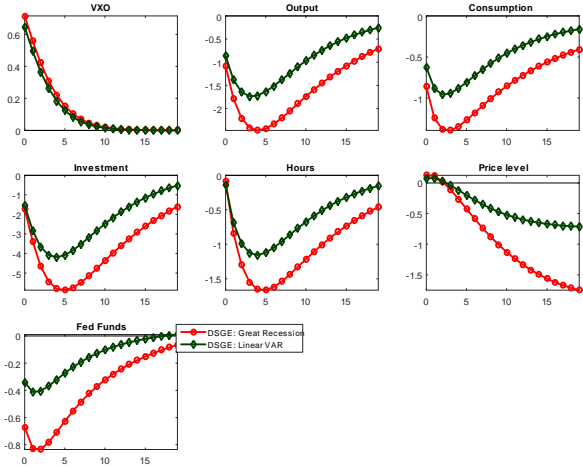 VXO
0.6
0.4
0.2
0
0 5 10 15
Output
0
-0.5
-1
-1.5
-2
0 5 10 15
Consumption
0
-0.5
-1
0 5 10 15
Investment
0
-1
-2
-3
-4
-5
0 5 10 15
Hours
0
-0.5
-1
-1.5
0 5 10 15
Price level
0
-0.5
-1
-1.5
0 5 10 15
Fed Funds
0
-0.2
-0.4
-0.6
-0.8
0 5 10 15
DSGE: Great Recession
DSGE: Linear VAR